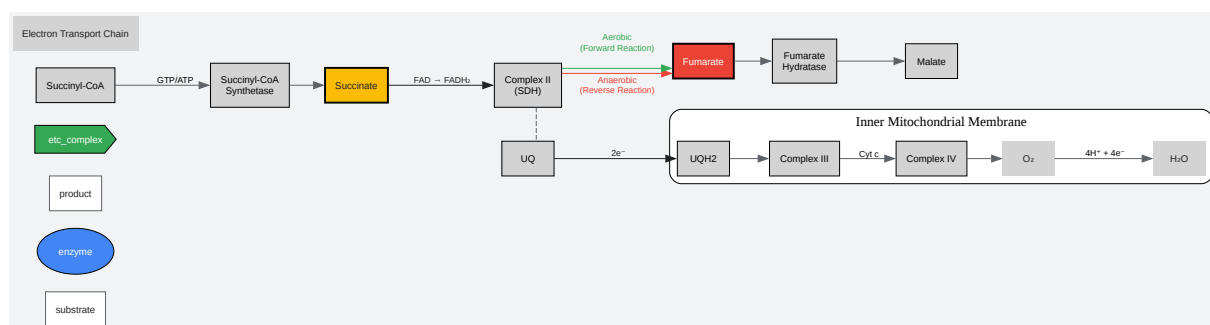 Electron Transport Chain
Succinyl-CoA
GTP/ATP
Succinyl-CoA
Synthetase
Succinate
FAD → FADH₂
Complex II
(SDH)
Aerobic
(Forward Reaction)
Anaerobic
(Reverse Reaction)
Fumarate
Fumarate
Hydratase
Malate
etc_complex
product
enzyme
substrate
UQ
2e⁻
Inner Mitochondrial Membrane
UQH2
Complex III
Cyt c
Complex IV
O₂
4H⁺ + 4e⁻
H₂O